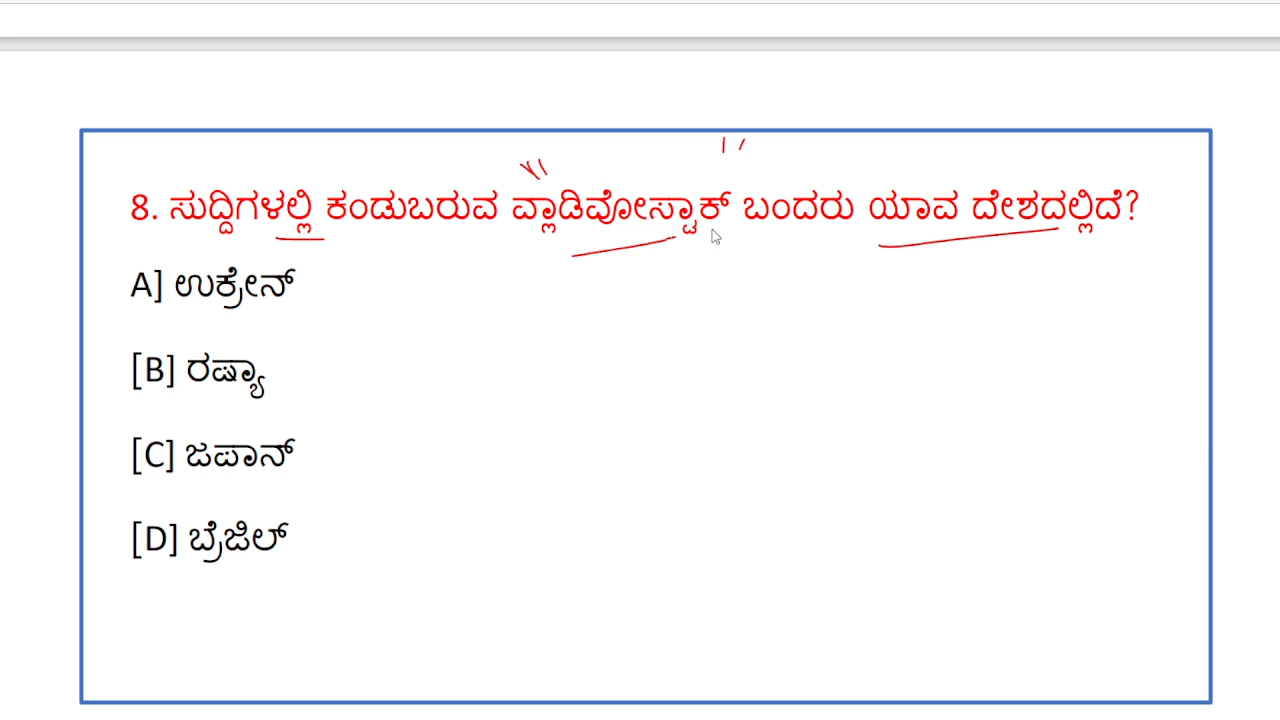 8. ಸುದ್ದಿಗಳಲ್ಲಿ ಕಂಡುಬರುವ ವ್ಲಾಡಿವೋಸ್ಟಾಕ್ ಬಂದರು ಯಾವ ದೇಶದಲ್ಲಿದೆ?
A] ಉಕ್ರೇನ್
[B] ರಷ್ಯಾ
[C] ಜಪಾನ್
[D] ಬ್ರೆಜಿಲ್